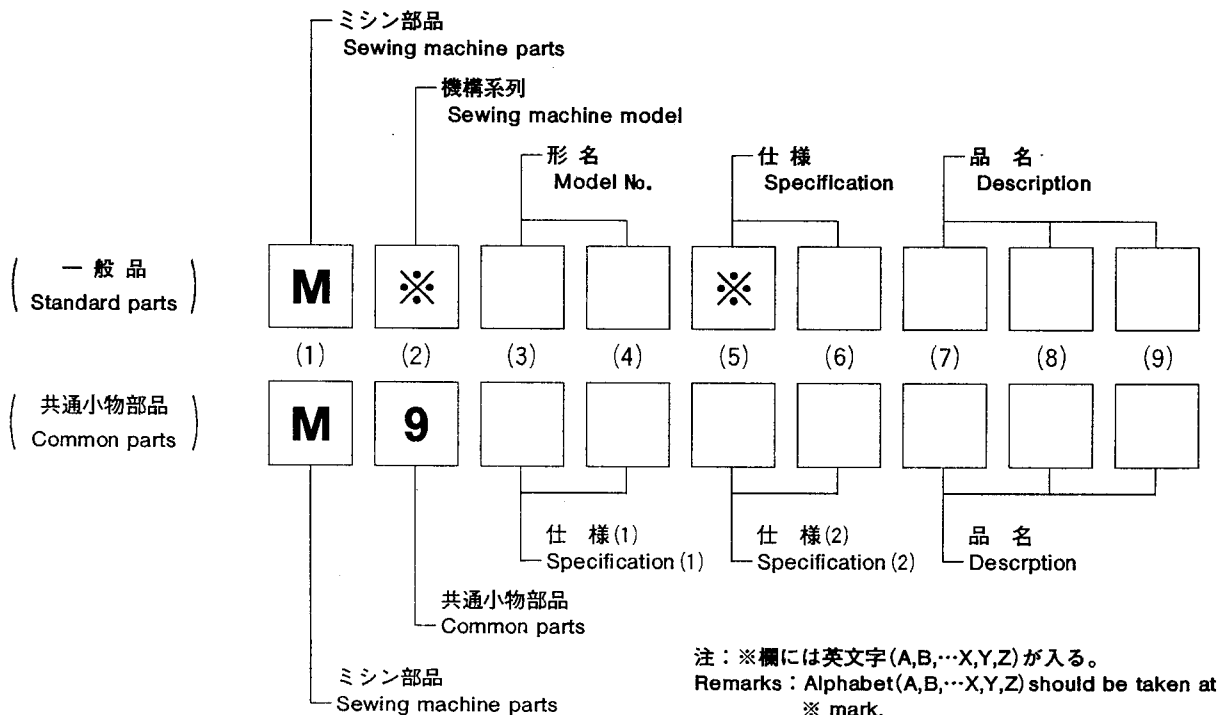 ミシン部品
Sewing machine parts
機構系列
Sewing machine model
形 名
Model No.
仕 様
Specification
品 名
Description
一 般 品
Standard parts
M ※ ※
(1) (2) (3) (4) (5) (6) (7) (8) (9)
共通小物部品
Common parts
M 9
仕 様(1)
Specification(1)
仕 様(2)
Specification(2)
品 名
Descrption
共通小物部品
Common parts
ミシン部品
Sewing machine parts
注:※欄には英文字(A,B,…X,Y,Z)が入る。
Remarks : Alphabet(A,B,…X,Y,Z)should be taken at
※ mark.